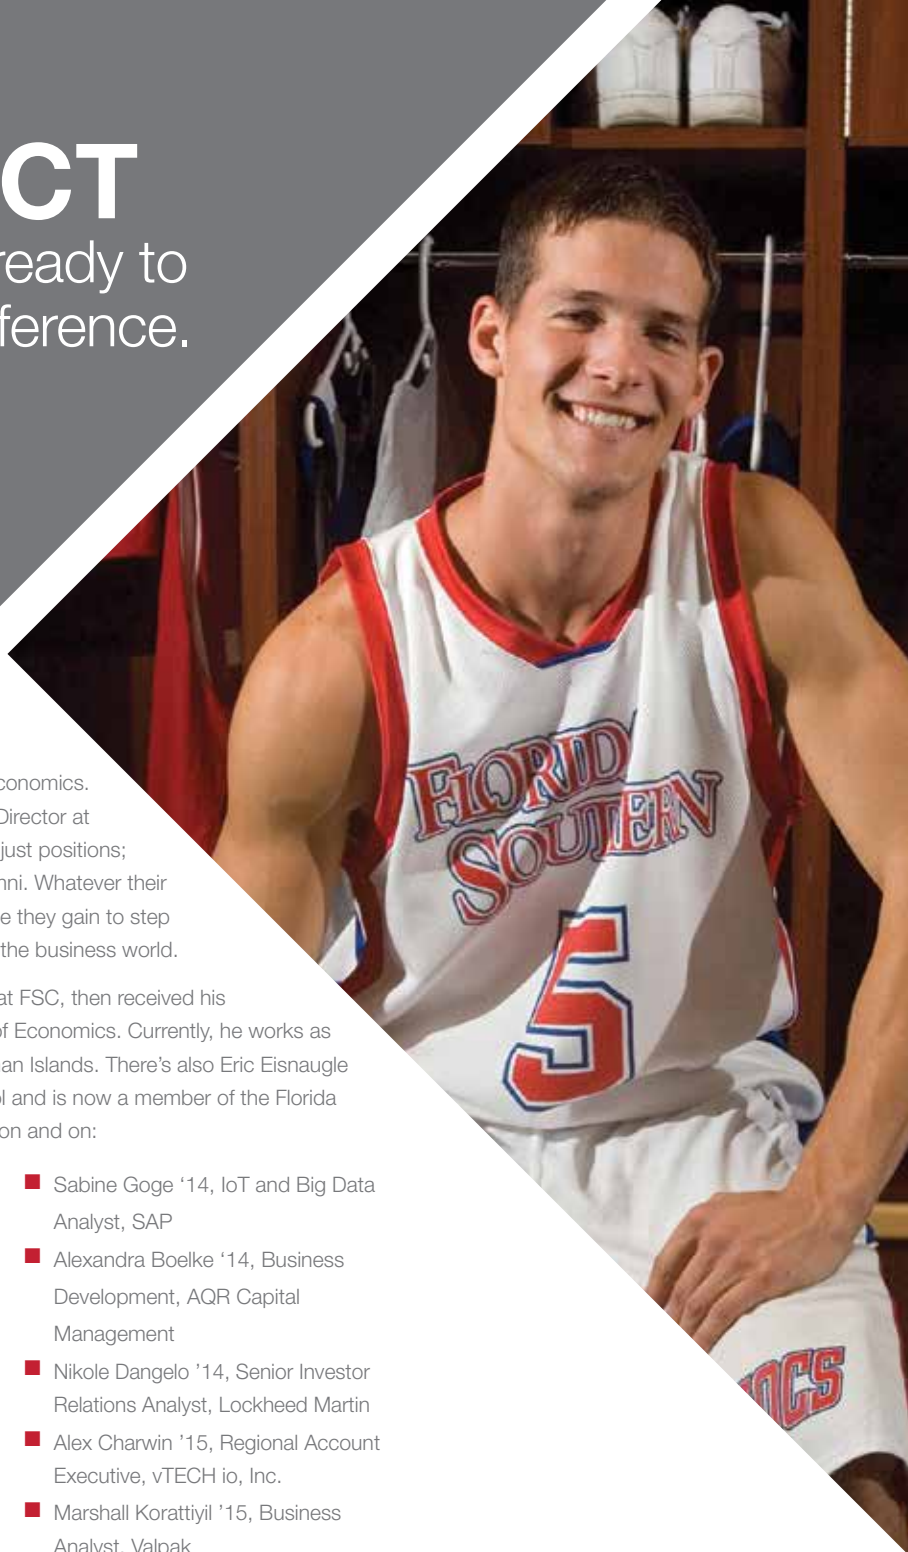 CT
ready to
ference.
conomics.
Director at
just positions;
nni. Whatever their
e they gain to step
the business world.
at FSC, then received his
of Economics. Currently, he works as
an Islands. There’s also Eric Eisnaugle
ol and is now a member of the Florida
on and on:
Sabine Goge ‘14, IoT and Big Data
Analyst, SAP
Alexandra Boelke ‘14, Business
Development, AQR Capital
Management
Nikole Dangelo ’14, Senior Investor
Relations Analyst, Lockheed Martin
Alex Charwin ’15, Regional Account
Executive, vTECH io, Inc.
Marshall Korattiyil ’15, Business
Analyst, Valpak
FLORIDA
SOUTHERN
5
OCS